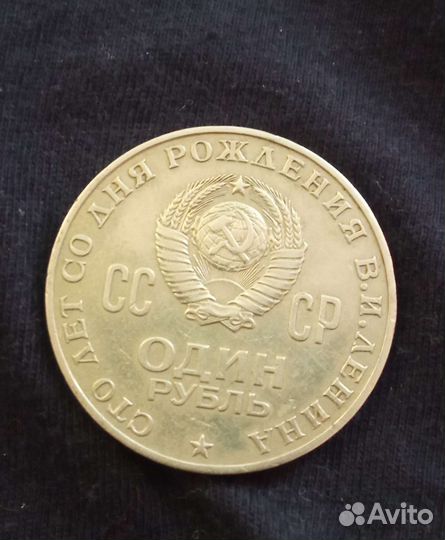 СТО ЛЕТ СО ДНЯ РОЖДЕНИЯ В.И.ЛЕНИНА
СС СР
ОДИН
РУБЛЬ
Avito